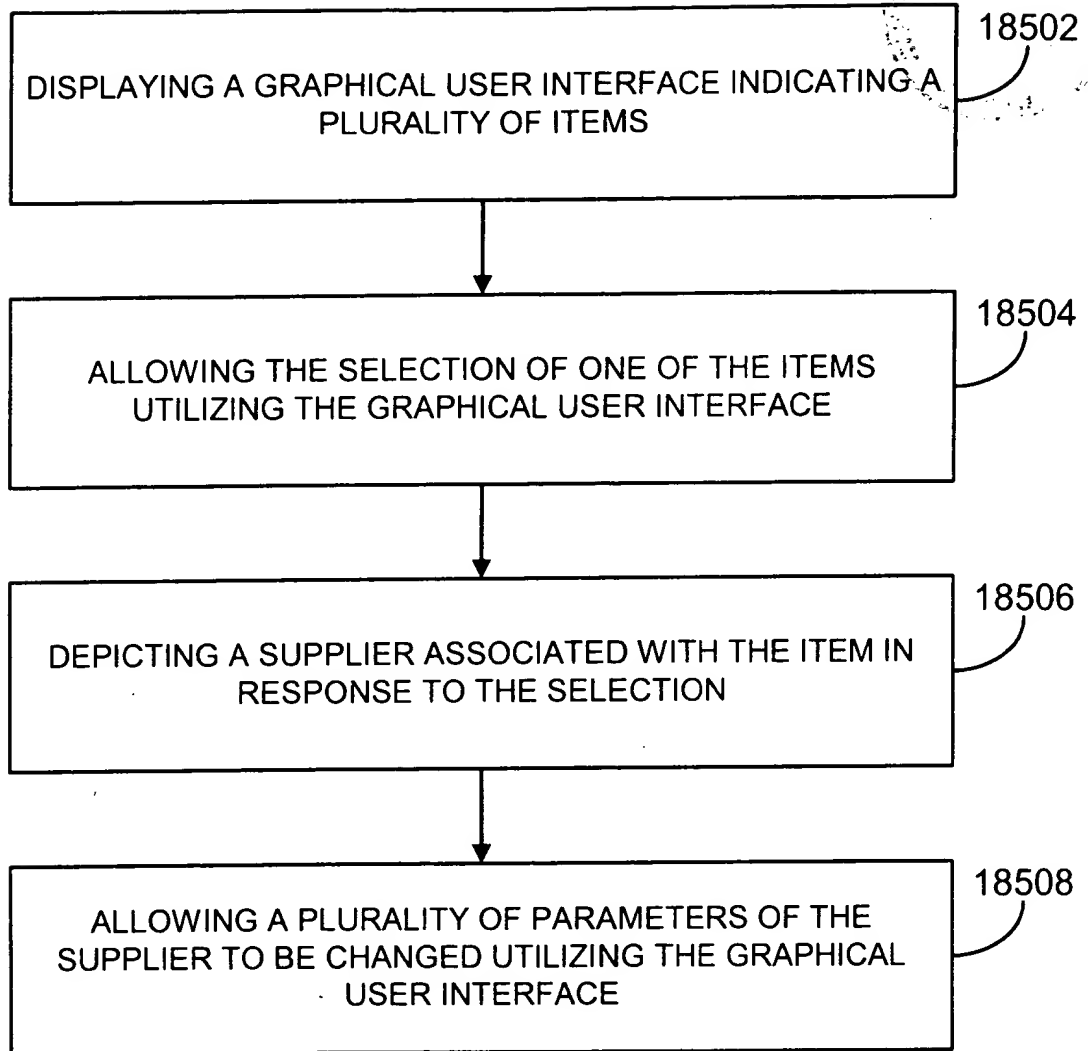 18502
DISPLAYING A GRAPHICAL USER INTERFACE INDICATING A
PLURALITY OF ITEMS
18504
ALLOWING THE SELECTION OF ONE OF THE ITEMS
UTILIZING THE GRAPHICAL USER INTERFACE
18506
DEPICTING A SUPPLIER ASSOCIATED WITH THE ITEM IN
RESPONSE TO THE SELECTION
18508
ALLOWING A PLURALITY OF PARAMETERS OF THE
SUPPLIER TO BE CHANGED UTILIZING THE GRAPHICAL
USER INTERFACE